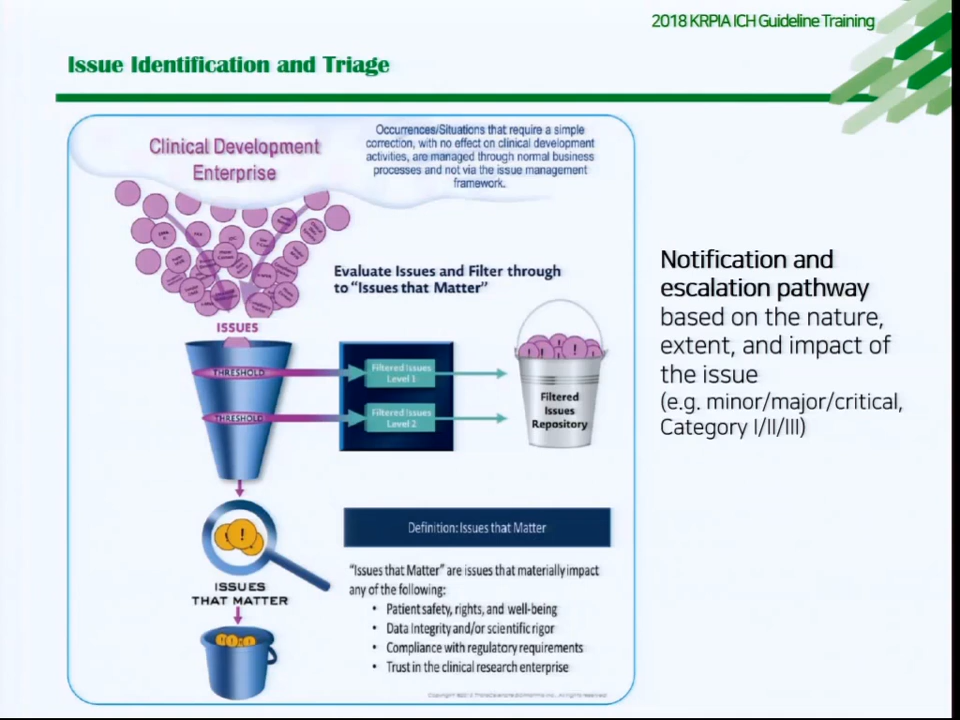 2018 KRPIA ICH Guideline Training
Issue Identification and Triage
Clinical Development
Enterprise
Occurrences/Situations that require a simple
correction, with no effect on clinical development
activities, are managed through normal business
processes and not via the issue management
framework.
Evaluate Issues and Filter through
to “Issues that Matter”
ISSUES
THRESHOLD
Filtered Issues
Level 1
THRESHOLD
Filtered Issues
Level 2
Filtered
Issues
Repository
ISSUES
THAT MATTER
Definition: Issues that Matter
“Issues that Matter” are issues that materially impact
any of the following:
• Patient safety, rights, and well-being
• Data Integrity and/or scientific rigor
• Compliance with regulatory requirements
• Trust in the clinical research enterprise
Notification and
escalation pathway
based on the nature,
extent, and impact of
the issue
(e.g. minor/major/critical,
Category I/II/III)